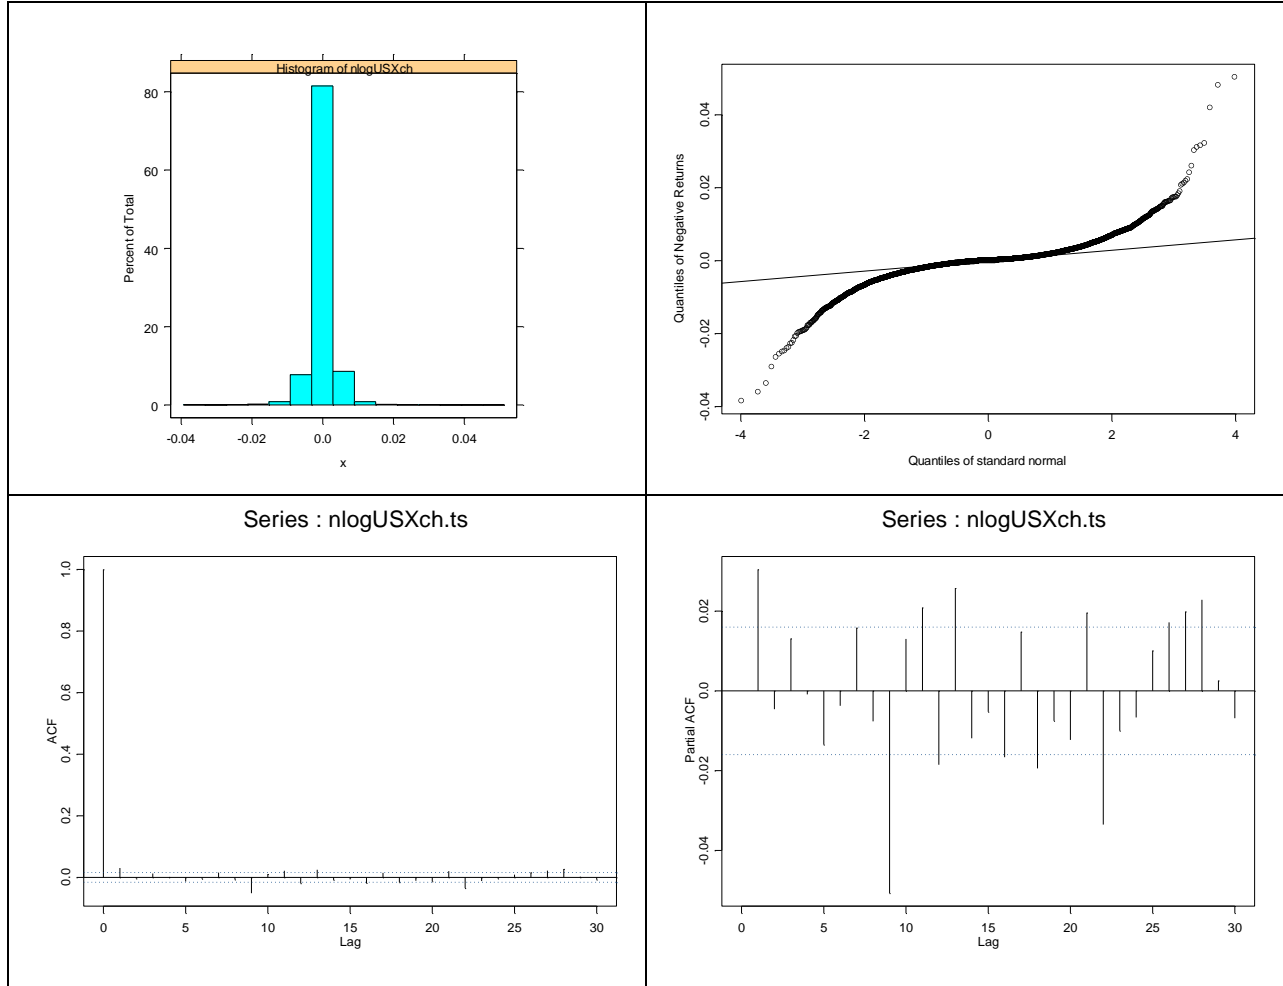 Histogram of nlogUSXch
Percent of Total
80
60
40
20
0
-0.04 -0.02 0.0 0.02 0.04
x
Quantiles of Negative Returns
0.04
0.02
0.0
-0.02
-0.04
-4 -2 0 2 4
Quantiles of standard normal
Series : nlogUSXch.ts
ACF
1.0
0.8
0.6
0.4
0.2
0.0
0 5 10 15 20 25 30
Lag
Series : nlogUSXch.ts
Partial ACF
0.02
0.0
-0.02
-0.04
0 5 10 15 20 25 30
Lag